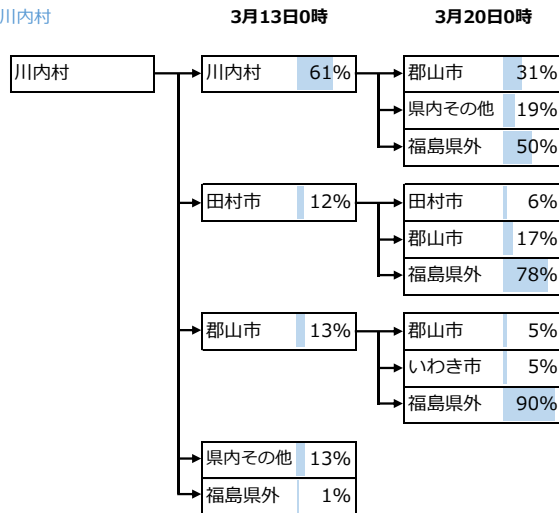 川内村 3月13日0時 3月20日0時
川内村 川内村 61% 郡山市 31%
県内その他 19%
福島県外 50%
田村市 12% 田村市 6%
郡山市 17%
福島県外 78%
郡山市 13% 郡山市 5%
いわき市 5%
福島県外 90%
県内その他 13%
福島県外 1%